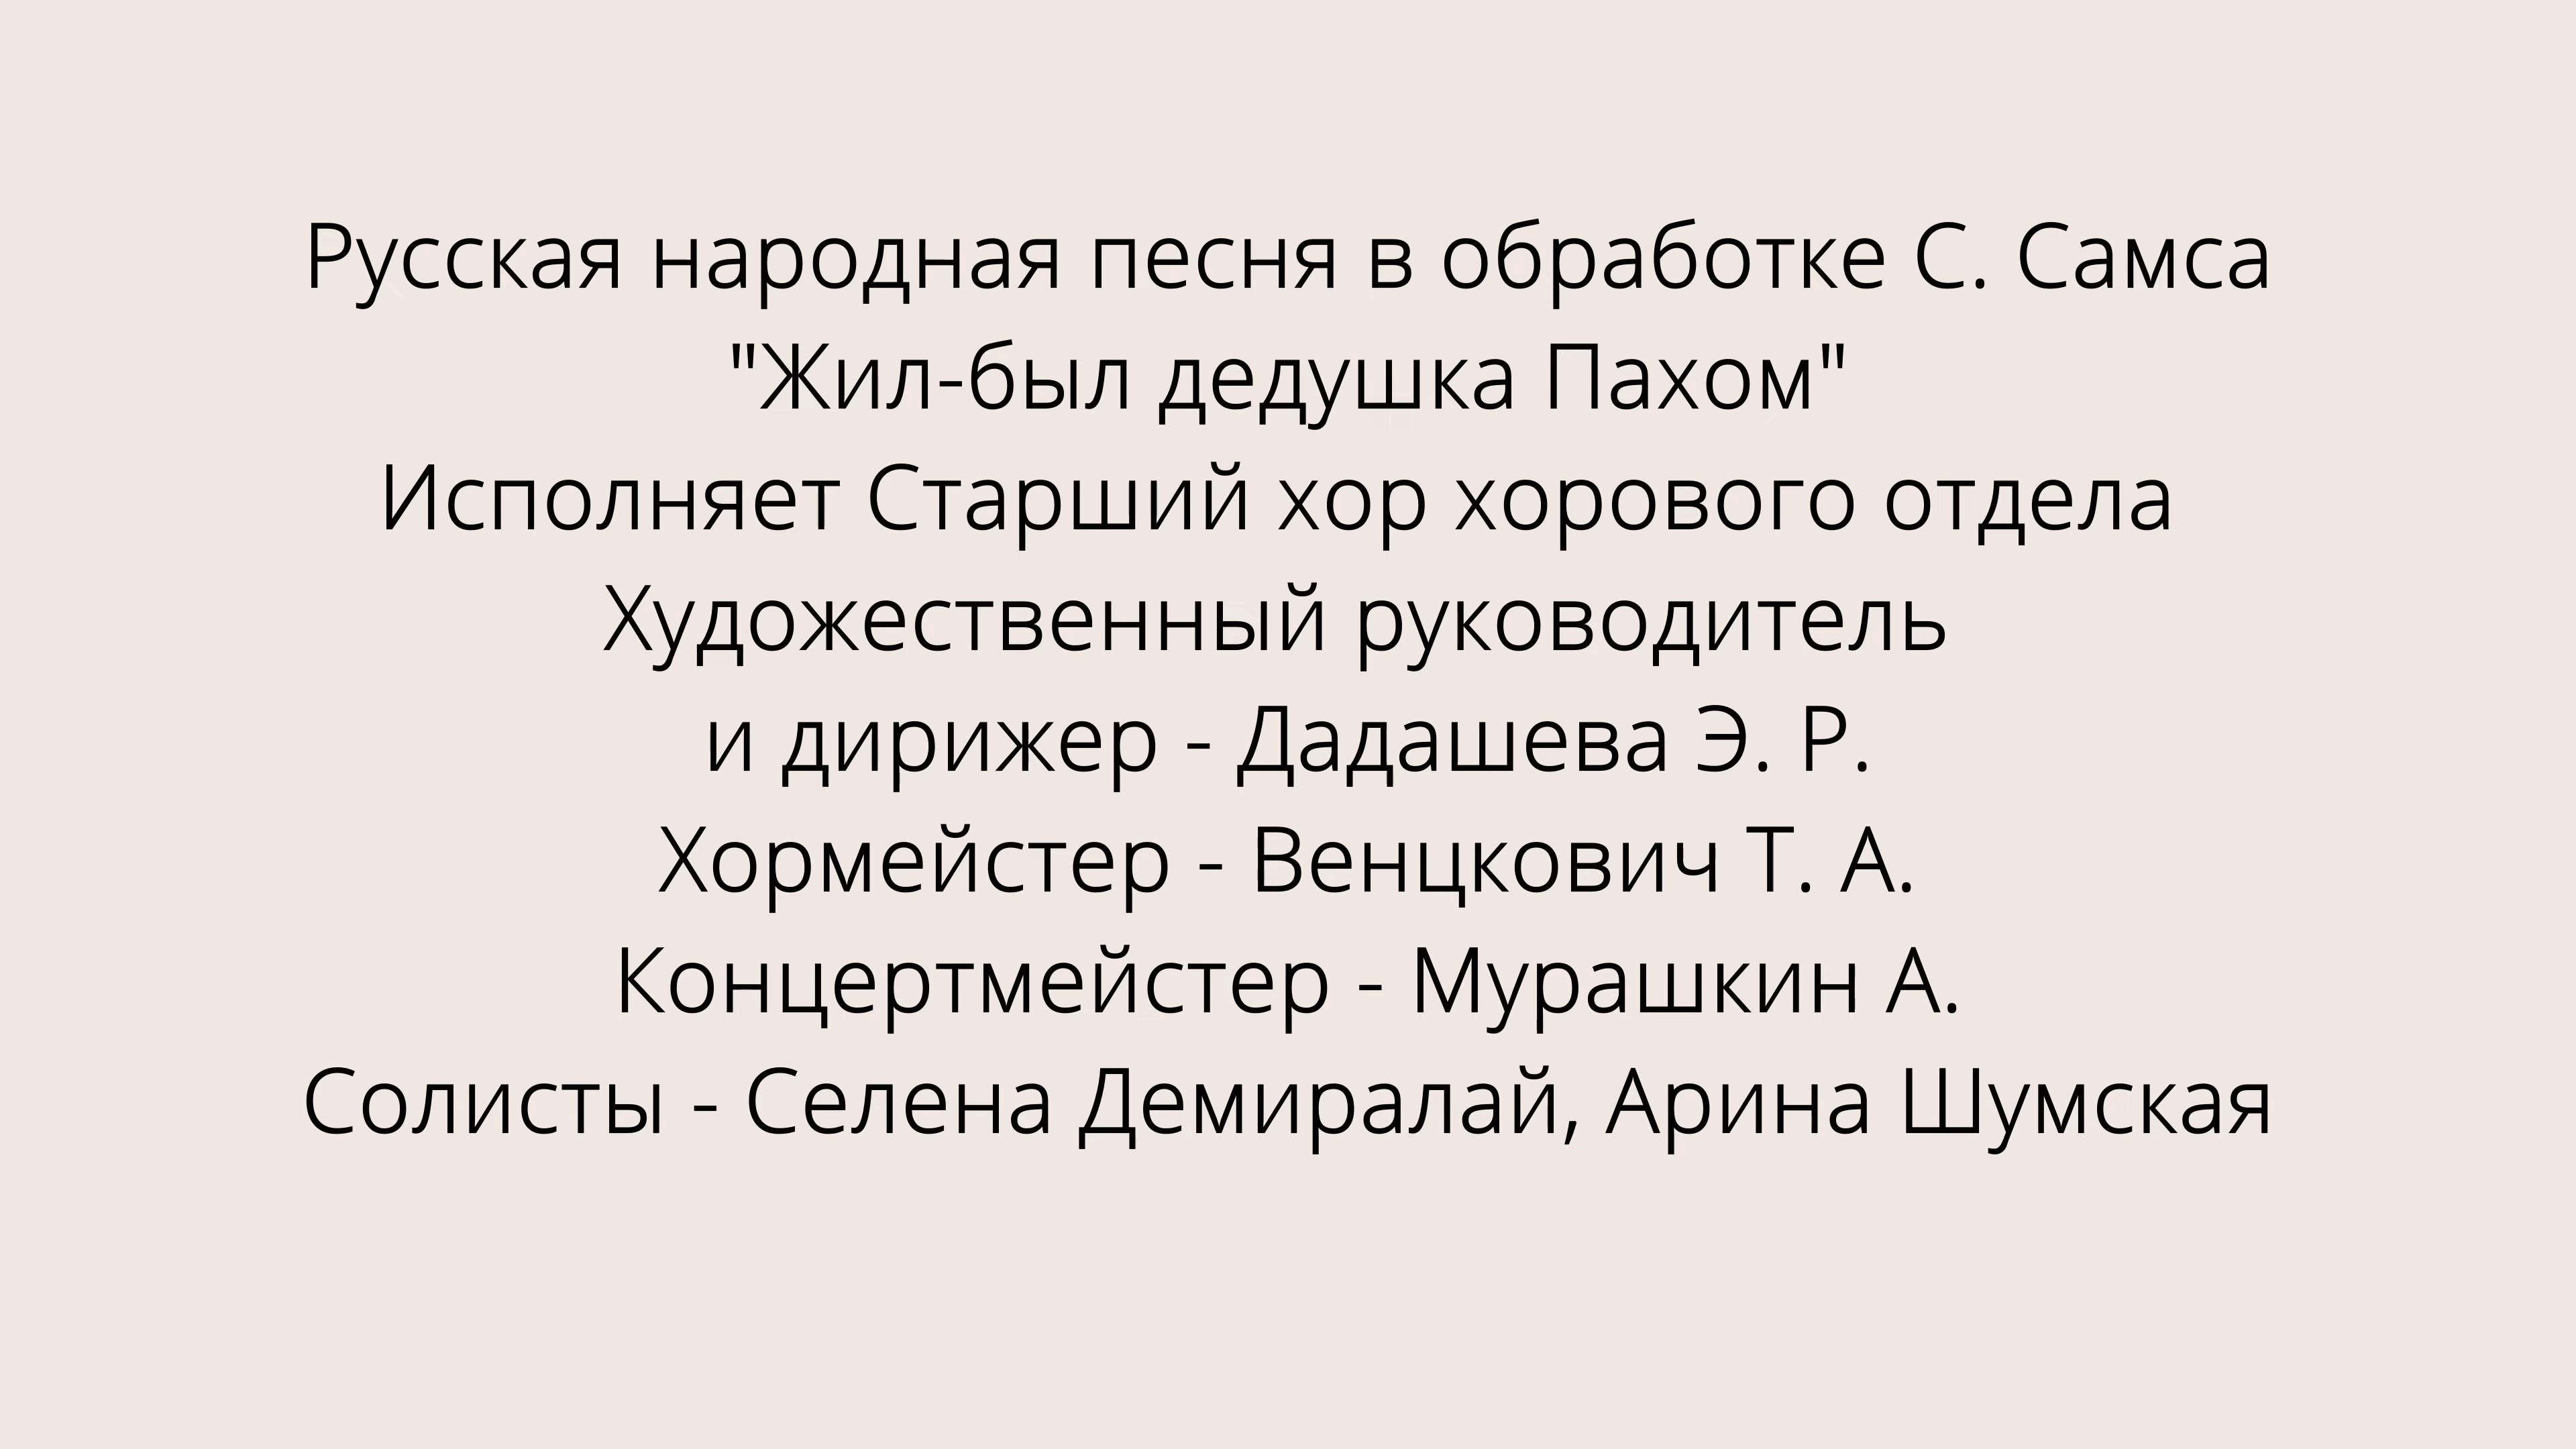 Русская народная песня в обработке С. Самса
"Жил-был дедушка Пахом"
Исполняет Старший хор хорового отдела
Художественный руководитель
и дирижер - Дадашева Э. Р.
Хормейстер - Венцкович Т. А.
Концертмейстер - Мурашкин А.
Солисты - Селена Демиралай, Арина Шумская